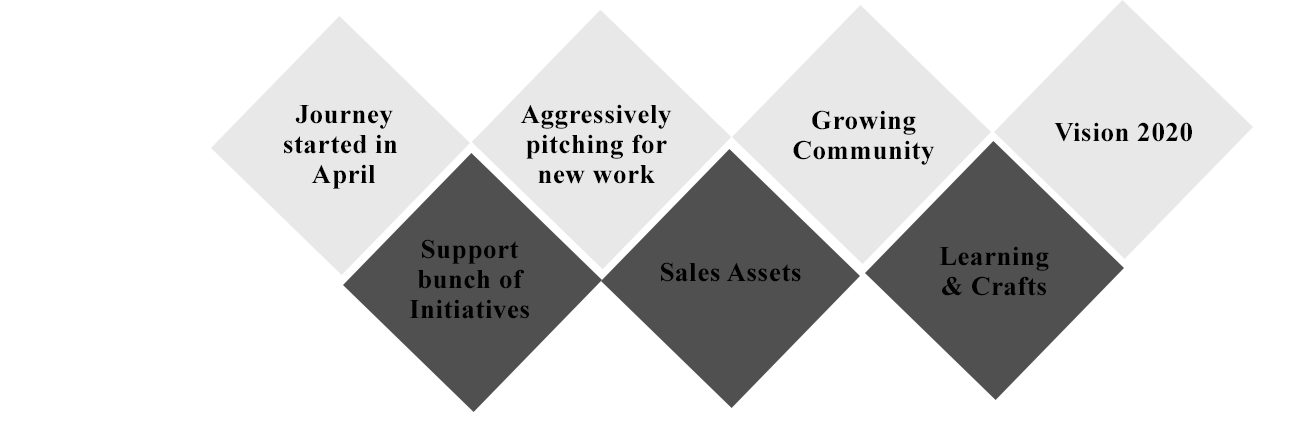 Journey
started in
April
Support
bunch of
Initiatives
Aggressively
pitching for
new work
Sales Assets
Growing
Community
Learning
& Crafts
Vision 2020